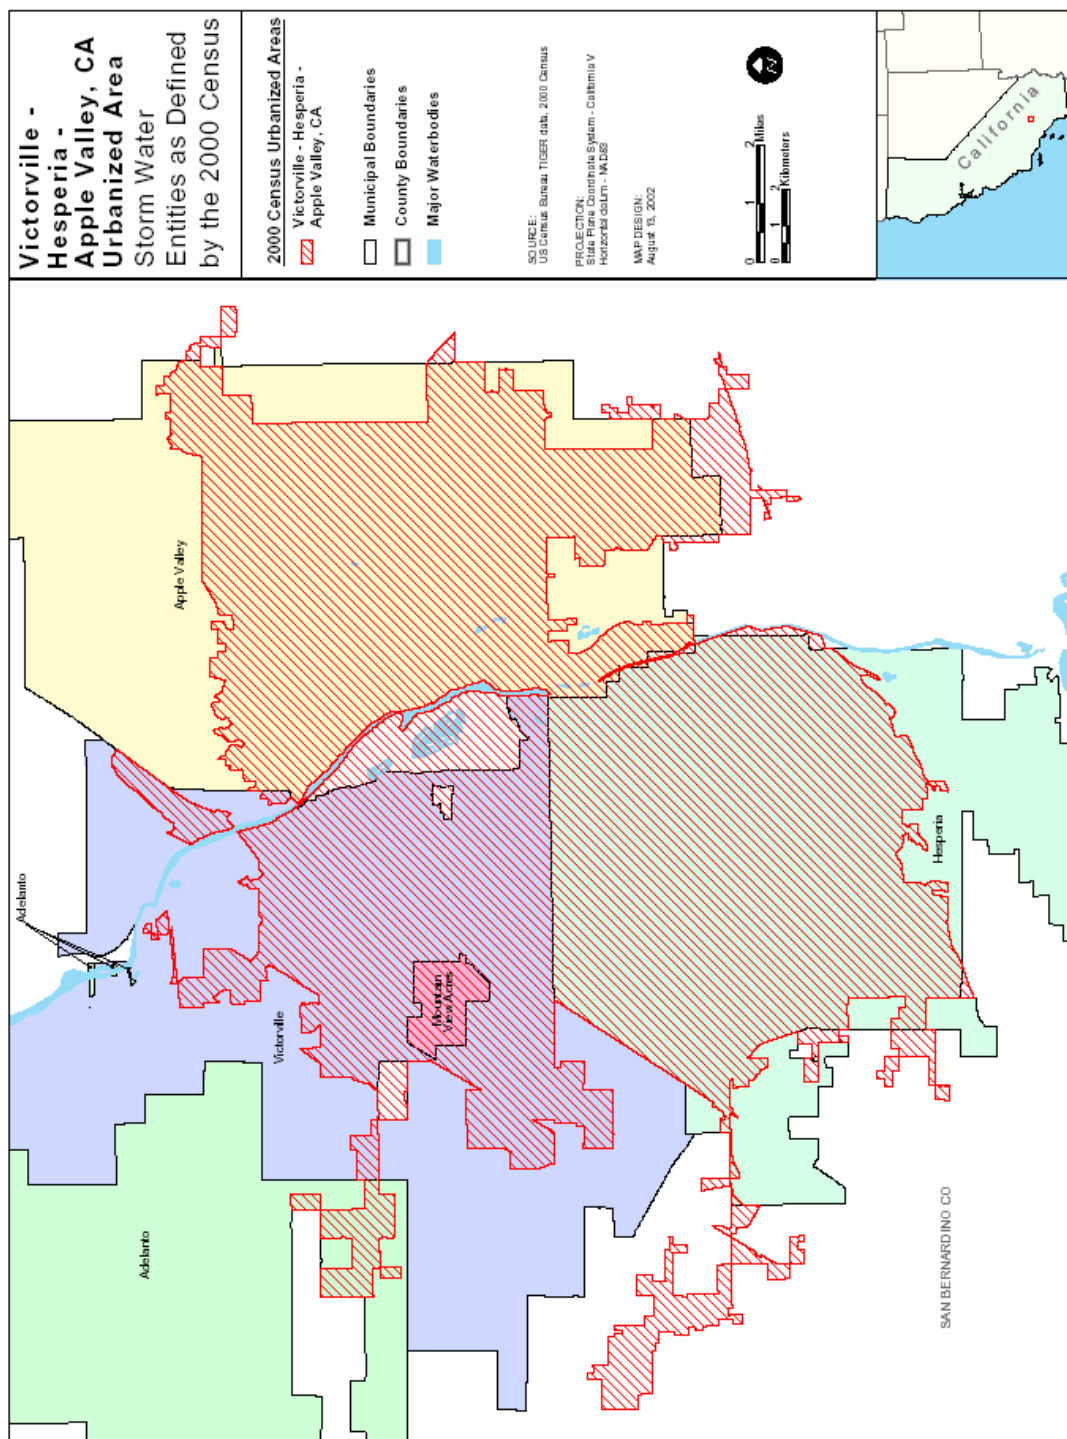 Victorville -
Hesperia -
Apple Valley, CA
Urbanized Area
Storm Water
Entities as Defined
by the 2000 Census
2000 Census Urbanized Areas
Victorville - Hesperia -
Apple Valley, CA
Municipal Boundaries
County Boundaries
Major Waterbodies
SOURCE:
US Census Bureau TIGER data, 2000 Census
PROJECTION:
State Plane Coordinate System - California V
Horizontal datum - NAD83
MAP DESIGN:
August 13, 2002
N
0 1 2
Miles
0 1 2
Kilometers
California
Apple Valley
Adelanto
Victorville
Mountain
View Acres
Hesperia
Adelanto
SAN BERNARDINO CO